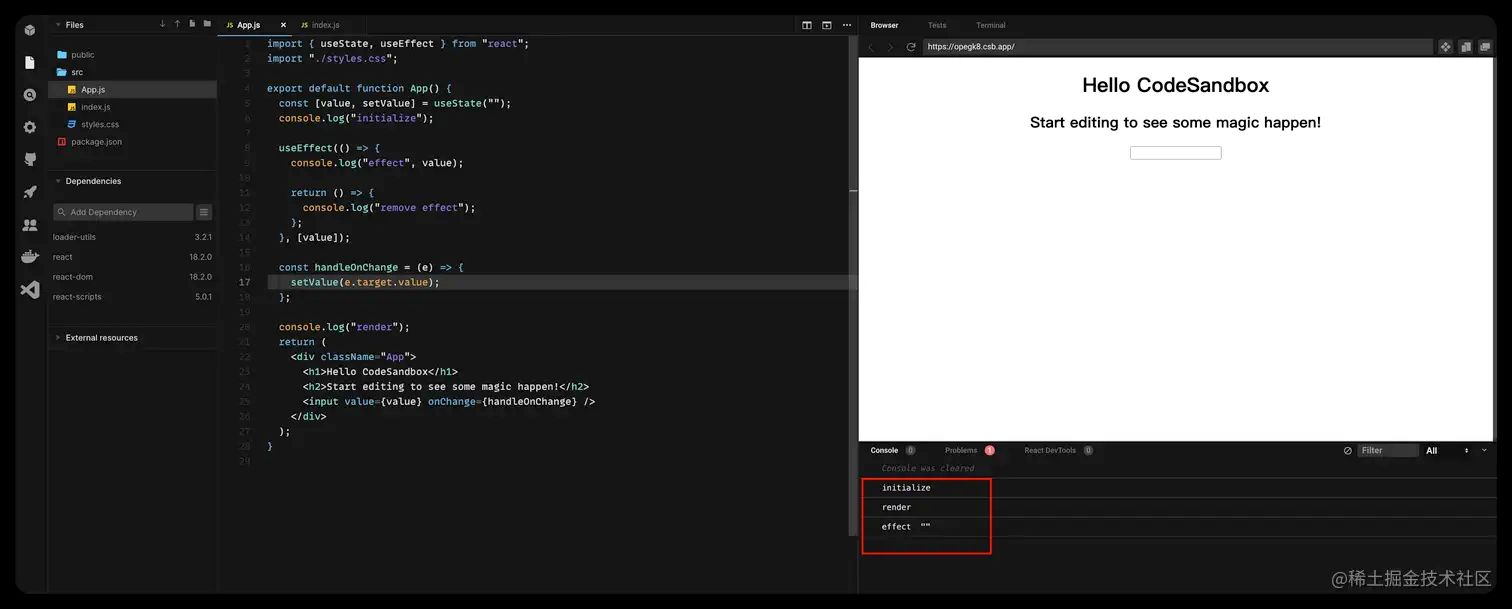 Files
public
src
App.js
index.js
styles.css
package.json
Dependencies
Add Dependency
loader-utils 3.2.1
react 18.2.0
react-dom 18.2.0
react-scripts 5.0.1
External resources
JS App.js × JS index.js
1 import { useState, useEffect } from "react";
2 import "./styles.css";
3
4 export default function App() {
5 const [value, setValue] = useState("");
6 console.log("initialize");
7
8 useEffect(() => {
9 console.log("effect", value);
10
11 return () => {
12 console.log("remove effect");
13 };
14 }, [value]);
15
16 const handleOnChange = (e) => {
17 setValue(e.target.value);
18 };
19
20 console.log("render");
21 return (
22 <div className="App">
23 <h1>Hello CodeSandbox</h1>
24 <h2>Start editing to see some magic happen!</h2>
25 <input value={value} onChange={handleOnChange} />
26 </div>
27 );
28 }
29
Browser Tests Terminal
https://opegk8.csb.app/
Hello CodeSandbox
Start editing to see some magic happen!
Console 0 Problems 1 React DevTools 0 Filter All
Console was cleared
initialize
render
effect ""
@稀土掘金技术社区